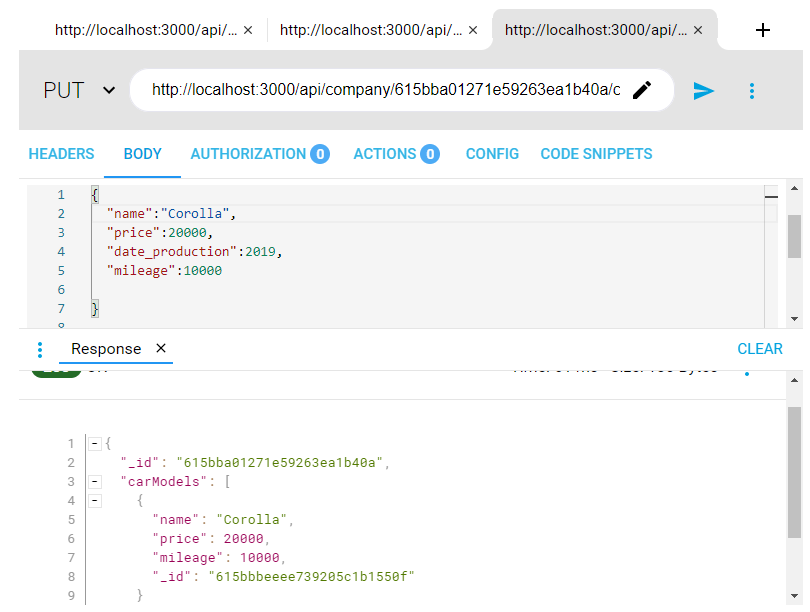 http://localhost:3000/api/... × http://localhost:3000/api/... × http://localhost:3000/api/... × +
PUT http://localhost:3000/api/company/615bba01271e59263ea1b40a/c
HEADERS BODY AUTHORIZATION 0 ACTIONS 0 CONFIG CODE SNIPPETS
1 {
2 "name":"Corolla",
3 "price":20000,
4 "date_production":2019,
5 "mileage":10000
6
7 }
Response × CLEAR
1 {
2 "_id": "615bba01271e59263ea1b40a",
3 "carModels": [
4 {
5 "name": "Corolla",
6 "price": 20000,
7 "mileage": 10000,
8 "_id": "615bbbeeee739205c1b1550f"
9 }